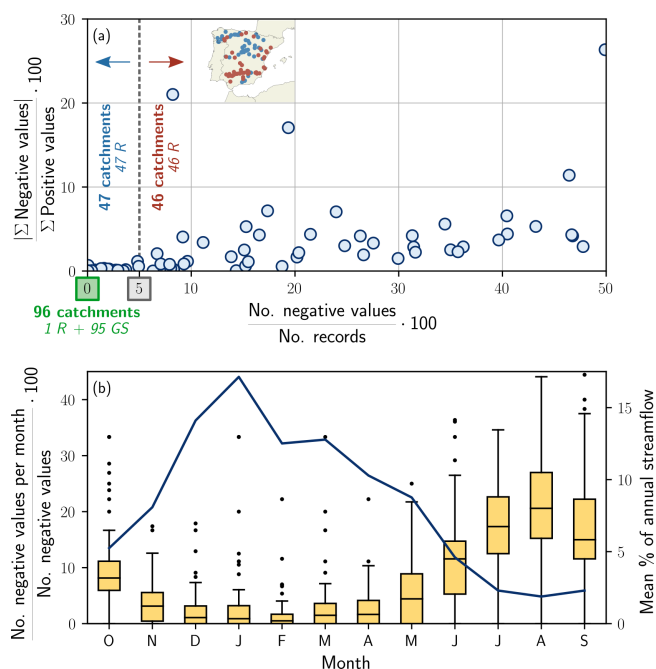 (a)
|Σ Negative values|
Σ Positive values
· 100
30
20
10
0
47 catchments
47 R
46 catchments
46 R
0
5
10
20
30
40
50
96 catchments
1 R + 95 GS
No. negative values
No. records
· 100
(b)
No. negative values per month
No. negative values
· 100
40
30
20
10
0
15
10
5
0
Mean % of annual streamflow
O N D J F M A M J J A S
Month